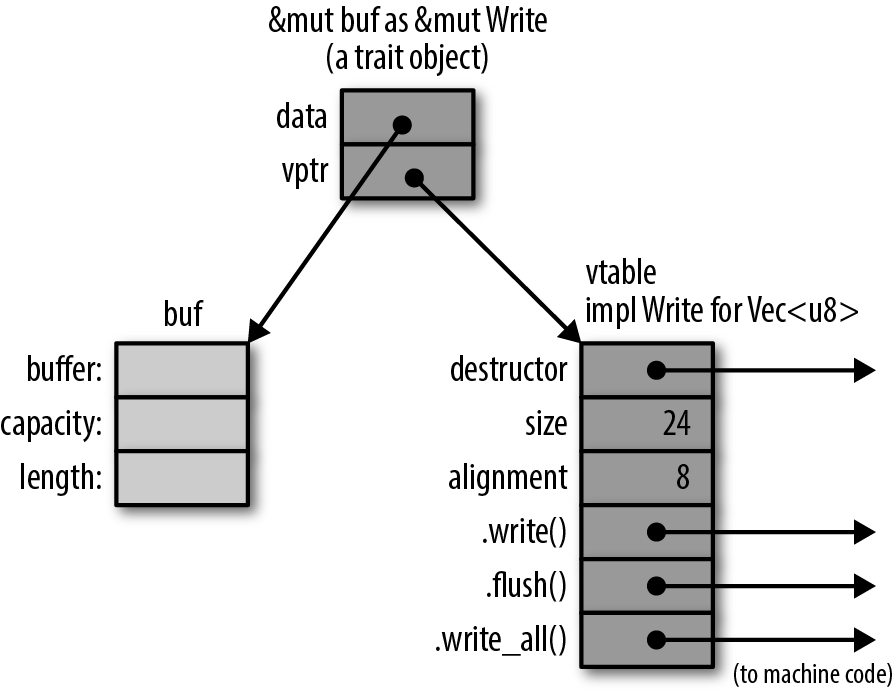 &mut buf as &mut Write
(a trait object)
data
vptr
vtable
impl Write for Vec<u8>
buf
buffer:
capacity:
length:
destructor
size 24
alignment 8
.write()
.flush()
.write_all()
(to machine code)